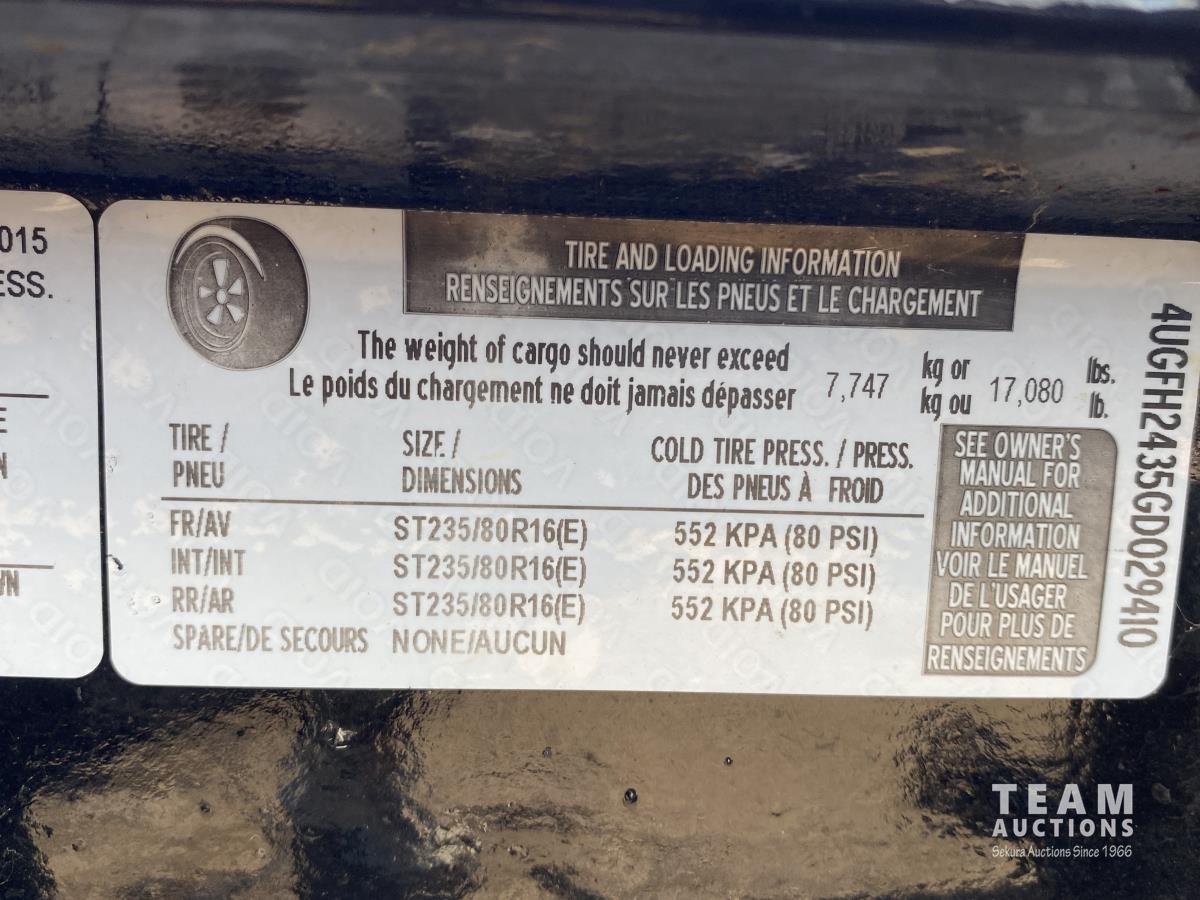 015
ESS.
TIRE AND LOADING INFORMATION
RENSEIGNEMENTS SUR LES PNEUS ET LE CHARGEMENT
The weight of cargo should never exceed
Le poids du chargement ne doit jamais dépasser
7,747
kg or
kg ou
17,080
lbs.
lb.
TIRE /
PNEU
SIZE /
DIMENSIONS
COLD TIRE PRESS. / PRESS.
DES PNEUS À FROID
FR/AV ST235/80R16(E) 552 KPA (80 PSI)
INT/INT ST235/80R16(E) 552 KPA (80 PSI)
RR/AR ST235/80R16(E) 552 KPA (80 PSI)
SPARE/DE SECOURS NONE/AUCUN
SEE OWNER'S
MANUAL FOR
ADDITIONAL
INFORMATION
VOIR LE MANUEL
DE L'USAGER
POUR PLUS DE
RENSEIGNEMENTS
4UGFH2435GD029410
TEAM
AUCTIONS
Sekura Auctions Since 1966